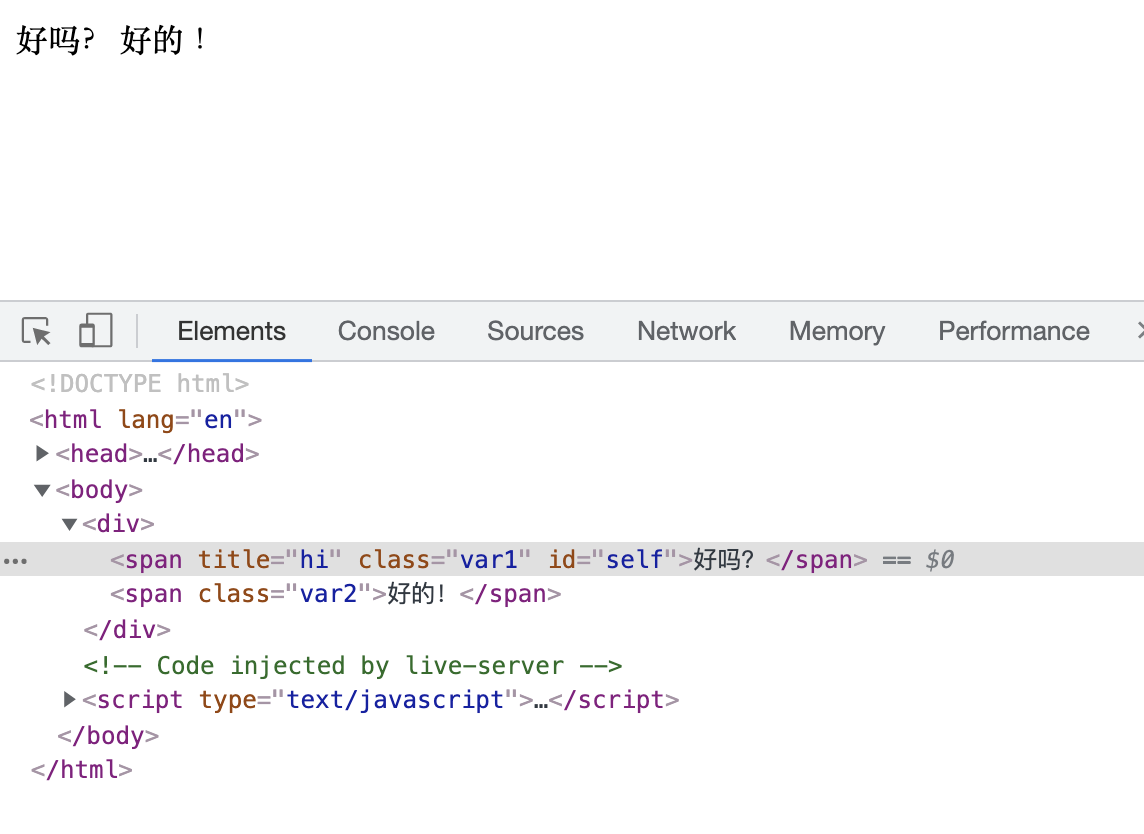 好吗? 好的！
Elements Console Sources Network Memory Performance
<!DOCTYPE html>
<html lang="en">
<head>…</head>
<body>
<div>
<span title="hi" class="var1" id="self">好吗? </span> == $0
<span class="var2">好的！</span>
</div>
<!-- Code injected by live-server -->
<script type="text/javascript">…</script>
</body>
</html>